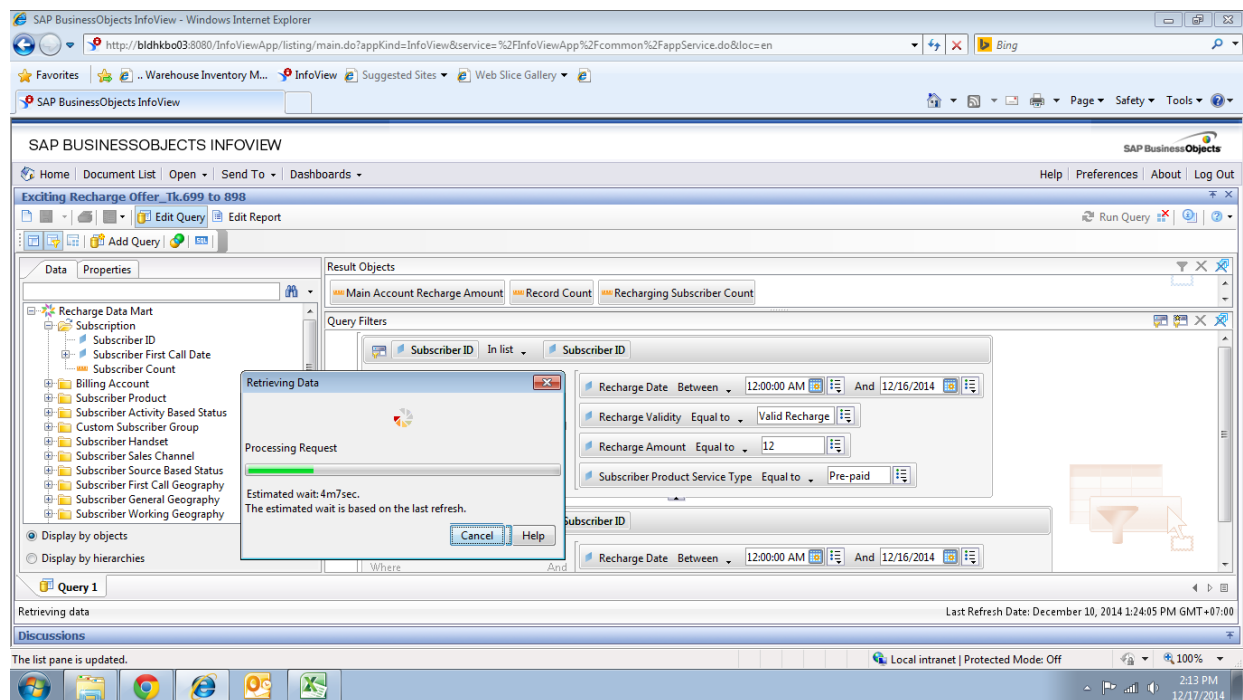 SAP BusinessObjects InfoView - Windows Internet Explorer
http://bldhkbo03:8080/InfoViewApp/listing/main.do?appKind=InfoView&service=%2FInfoViewApp%2Fcommon%2FappService.do&loc=en
Bing
Favorites .. Warehouse Inventory M... InfoView Suggested Sites Web Slice Gallery
SAP BusinessObjects InfoView
Page Safety Tools
SAP BUSINESSOBJECTS INFOVIEW
SAP BusinessObjects
Home Document List Open Send To Dashboards
Help Preferences About Log Out
Exciting Recharge Offer_Tk.699 to 898
Edit Query Edit Report
Run Query
Add Query
Data Properties
Result Objects
Main Account Recharge Amount Record Count Recharging Subscriber Count
Recharge Data Mart
Subscription
Subscriber ID
Subscriber First Call Date
Subscriber Count
Billing Account
Subscriber Product
Subscriber Activity Based Status
Custom Subscriber Group
Subscriber Handset
Subscriber Sales Channel
Subscriber Source Based Status
Subscriber First Call Geography
Subscriber General Geography
Subscriber Working Geography
Display by objects
Display by hierarchies
Query Filters
Subscriber ID In list Subscriber ID
Recharge Date Between 12:00:00 AM And 12/16/2014
Recharge Validity Equal to Valid Recharge
Recharge Amount Equal to 12
Subscriber Product Service Type Equal to Pre-paid
Subscriber ID
Recharge Date Between 12:00:00 AM And 12/16/2014
Where And
Retrieving Data
Processing Request
Estimated wait: 4m7sec.
The estimated wait is based on the last refresh.
Cancel Help
Query 1
Retrieving data
Last Refresh Date: December 10, 2014 1:24:05 PM GMT+07:00
Discussions
The list pane is updated.
Local intranet | Protected Mode: Off
100%
2:13 PM
12/17/2014